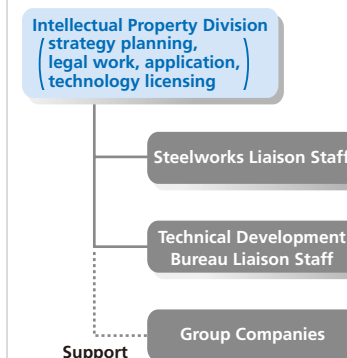 Intellectual Property Division
(strategy planning,
legal work, application,
technology licensing)
Steelworks Liaison Staff
Technical Development
Bureau Liaison Staff
Group Companies
Support